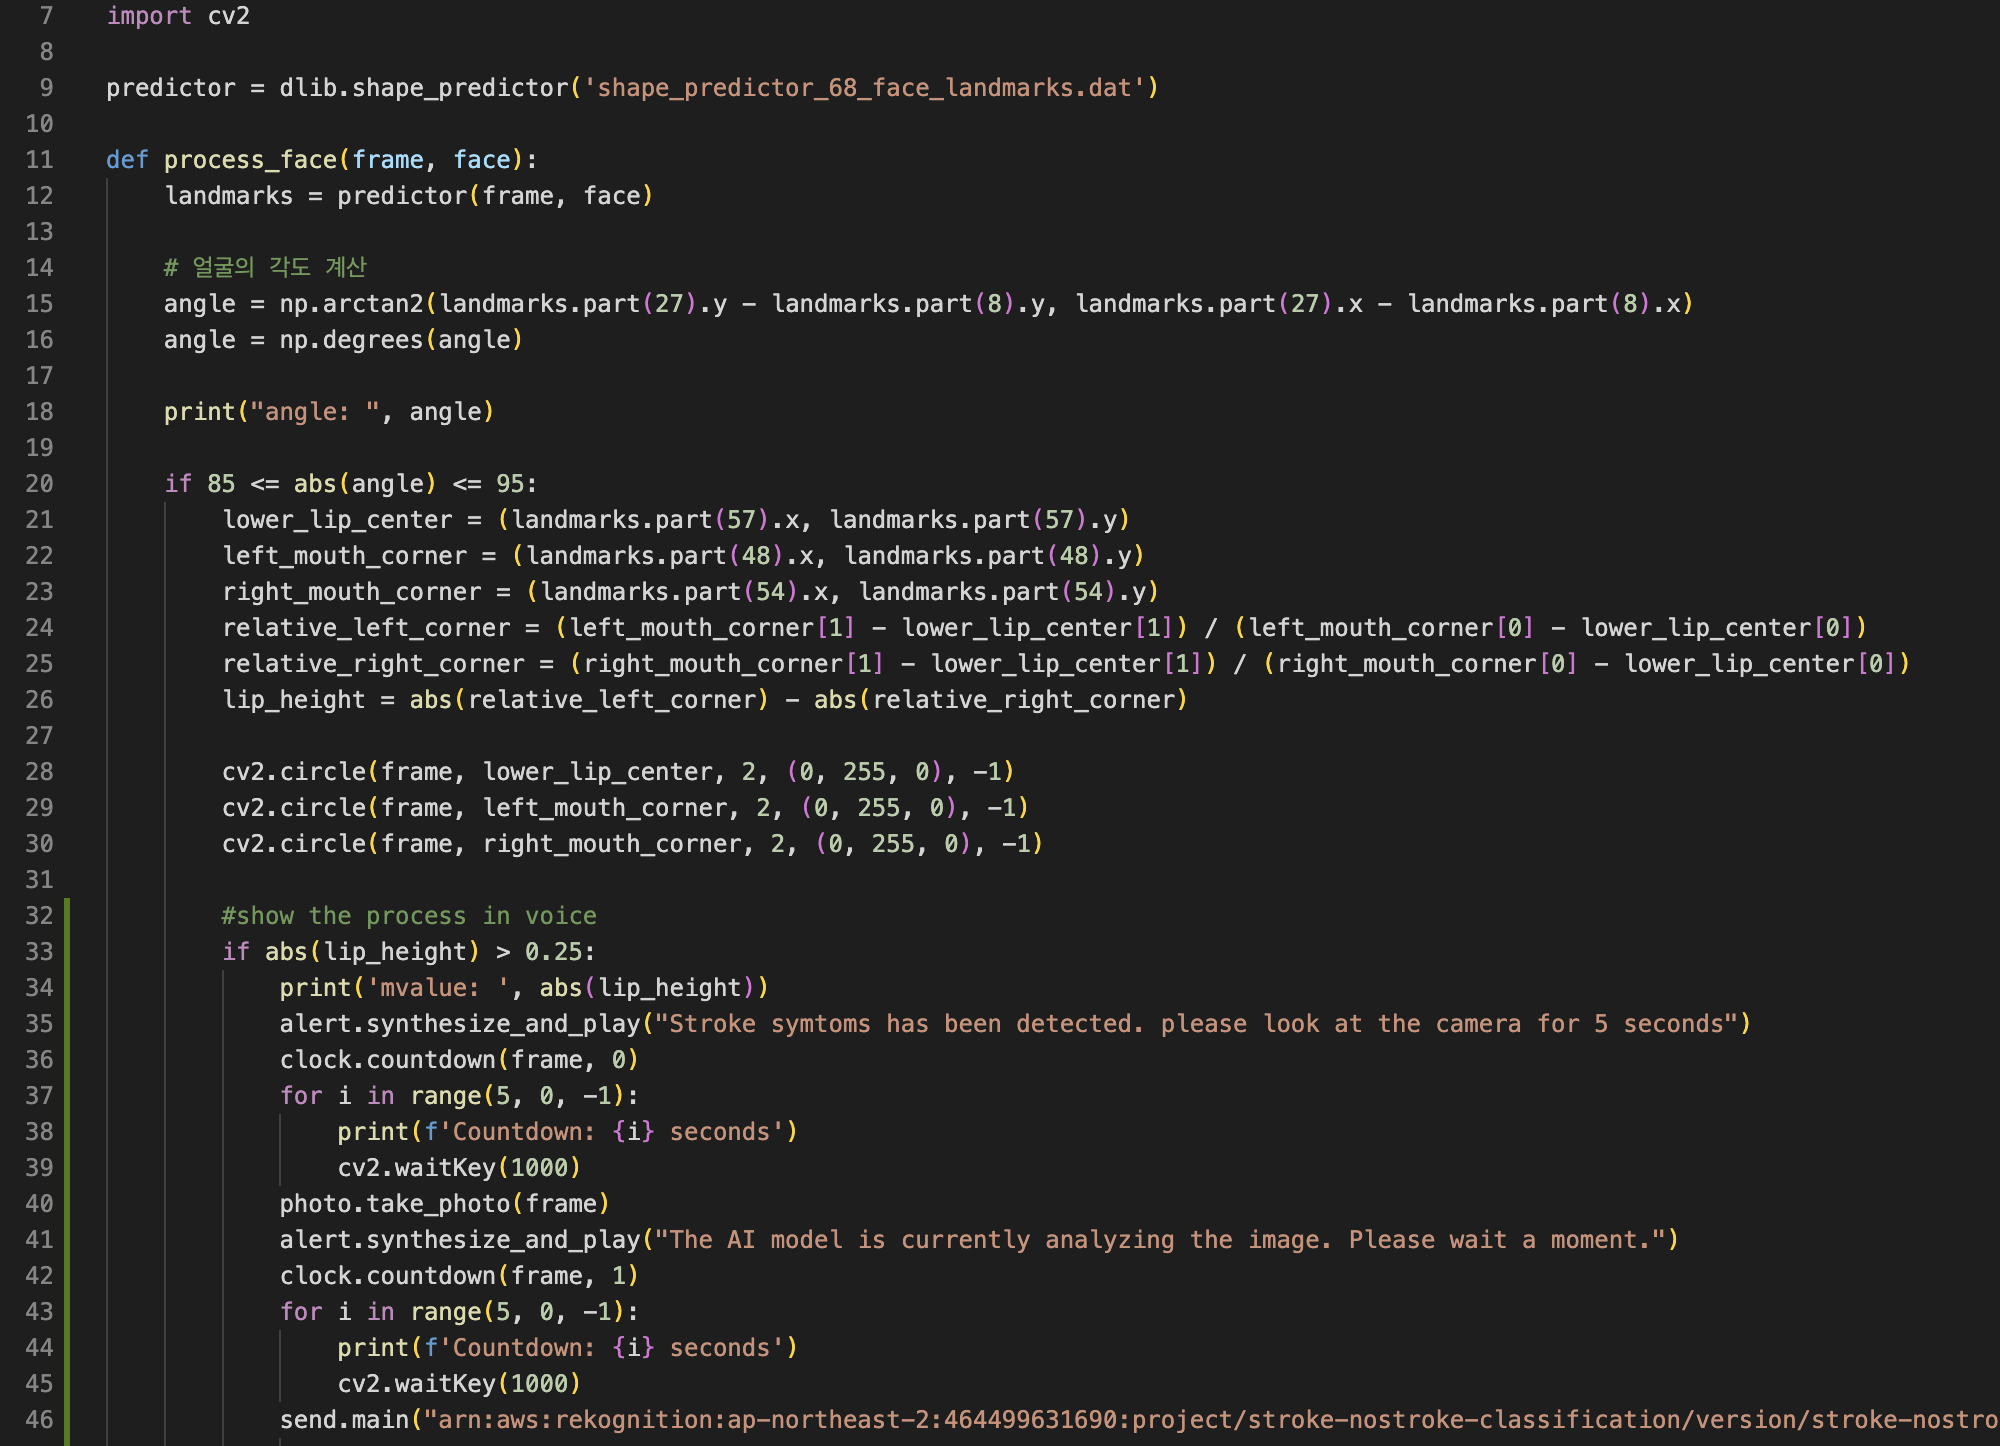 7 import cv2
8
9 predictor = dlib.shape_predictor('shape_predictor_68_face_landmarks.dat')
10
11 def process_face(frame, face):
12     landmarks = predictor(frame, face)
13
14     # 얼굴의 각도 계산
15     angle = np.arctan2(landmarks.part(27).y - landmarks.part(8).y, landmarks.part(27).x - landmarks.part(8).x)
16     angle = np.degrees(angle)
17
18     print("angle: ", angle)
19
20     if 85 <= abs(angle) <= 95:
21         lower_lip_center = (landmarks.part(57).x, landmarks.part(57).y)
22         left_mouth_corner = (landmarks.part(48).x, landmarks.part(48).y)
23         right_mouth_corner = (landmarks.part(54).x, landmarks.part(54).y)
24         relative_left_corner = (left_mouth_corner[1] - lower_lip_center[1]) / (left_mouth_corner[0] - lower_lip_center[0])
25         relative_right_corner = (right_mouth_corner[1] - lower_lip_center[1]) / (right_mouth_corner[0] - lower_lip_center[0])
26         lip_height = abs(relative_left_corner) - abs(relative_right_corner)
27
28         cv2.circle(frame, lower_lip_center, 2, (0, 255, 0), -1)
29         cv2.circle(frame, left_mouth_corner, 2, (0, 255, 0), -1)
30         cv2.circle(frame, right_mouth_corner, 2, (0, 255, 0), -1)
31
32         #show the process in voice
33         if abs(lip_height) > 0.25:
34             print('mvalue: ', abs(lip_height))
35             alert.synthesize_and_play("Stroke symtoms has been detected. please look at the camera for 5 seconds")
36             clock.countdown(frame, 0)
37             for i in range(5, 0, -1):
38                 print(f'Countdown: {i} seconds')
39                 cv2.waitKey(1000)
40             photo.take_photo(frame)
41             alert.synthesize_and_play("The AI model is currently analyzing the image. Please wait a moment.")
42             clock.countdown(frame, 1)
43             for i in range(5, 0, -1):
44                 print(f'Countdown: {i} seconds')
45                 cv2.waitKey(1000)
46             send.main("arn:aws:rekognition:ap-northeast-2:464499631690:project/stroke-nostroke-classification/version/stroke-nostro